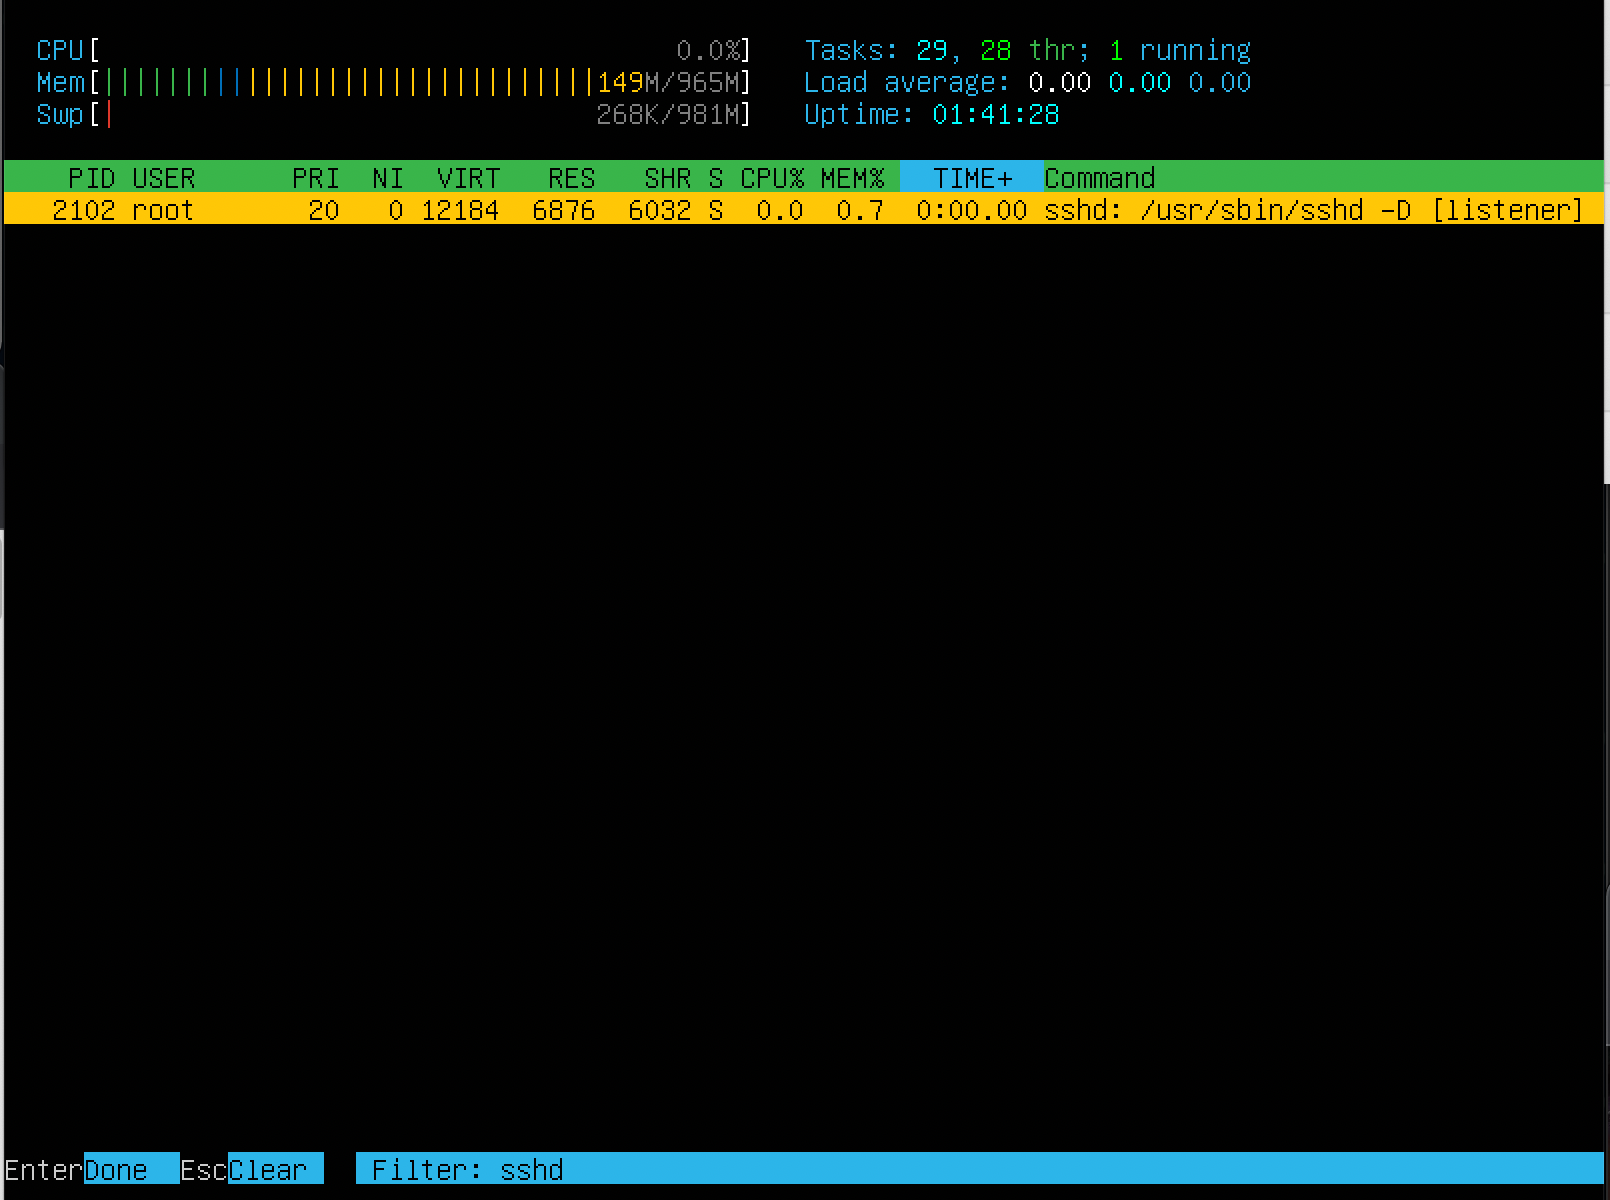 CPU[ 0.0%] Tasks: 29, 28 thr; 1 running
Mem[|||||||||||||||||||||||||||||||149M/965M] Load average: 0.00 0.00 0.00
Swp[| 268K/981M] Uptime: 01:41:28
PID USER PRI NI VIRT RES SHR S CPU% MEM% TIME+ Command
2102 root 20 0 12184 6876 6032 S 0.0 0.7 0:00.00 sshd: /usr/sbin/sshd -D [listener]
EnterDone EscClear Filter: sshd